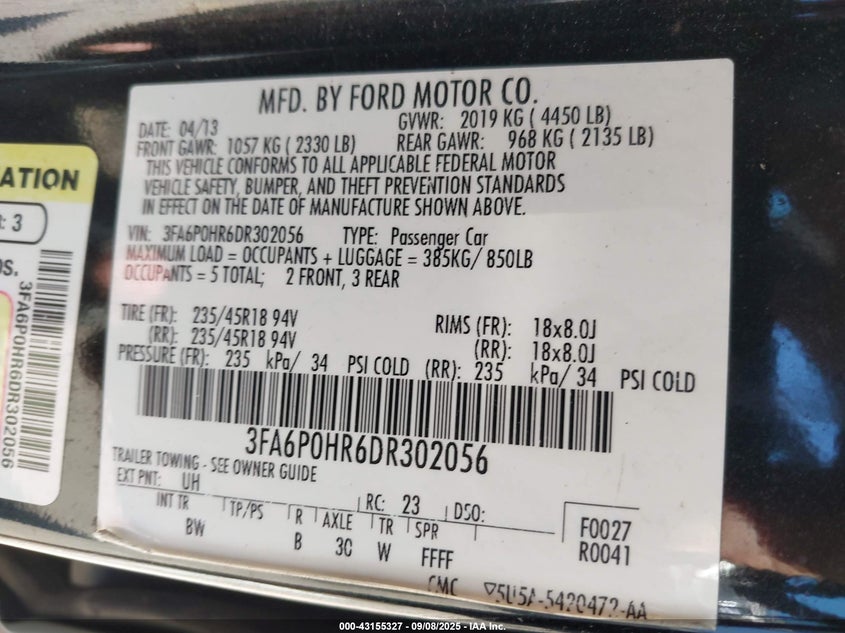 MFD. BY FORD MOTOR CO.
DATE: 04/13 GVWR: 2019 KG ( 4450 LB)
FRONT GAWR: 1057 KG ( 2330 LB) REAR GAWR: 968 KG ( 2135 LB)
THIS VEHICLE CONFORMS TO ALL APPLICABLE FEDERAL MOTOR
VEHICLE SAFETY, BUMPER, AND THEFT PREVENTION STANDARDS
IN EFFECT ON THE DATE OF MANUFACTURE SHOWN ABOVE.
VIN: 3FA6P0HR6DR302056 TYPE: Passenger Car
MAXIMUM LOAD = OCCUPANTS + LUGGAGE = 385KG/ 850LB
OCCUPANTS = 5 TOTAL; 2 FRONT, 3 REAR
TIRE (FR): 235/45R18 94V RIMS (FR): 18x8.0J
(RR): 235/45R18 94V (RR): 18x8.0J
PRESSURE (FR): 235 kPa/ 34 PSI COLD (RR): 235 kPa/ 34 PSI COLD
3FA6P0HR6DR302056
TRAILER TOWING - SEE OWNER GUIDE
EXT PNT: UH RC: 23 DSO:
INT TR TP/PS R AXLE TR SPR F0027
BW B 30 W FFFF R0041
CMC 5U5A-5420472-AA
ATION
: 3
3FA6P0HR6DR302056
000-43155327 - 09/08/2025 - IAA Inc.